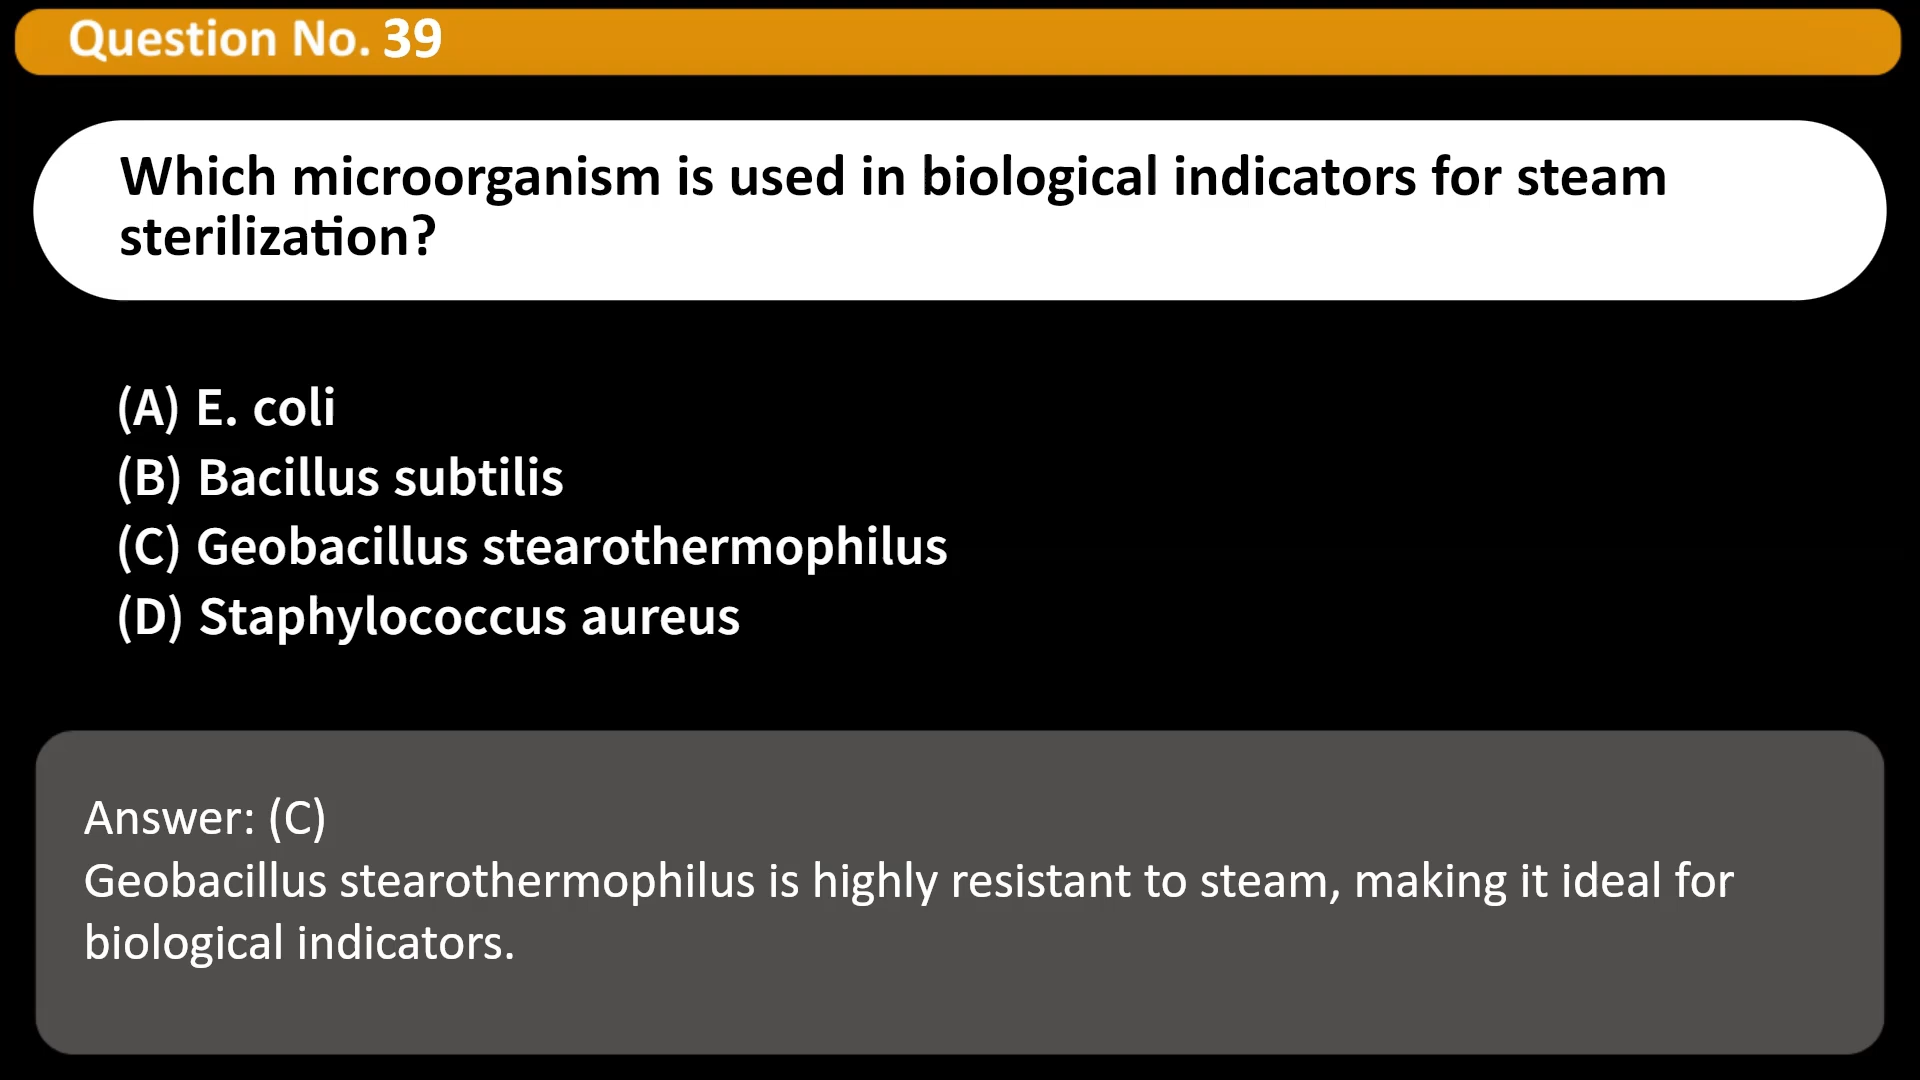 Question No. 39
Which microorganism is used in biological indicators for steam
sterilization?
(A) E. coli
(B) Bacillus subtilis
(C) Geobacillus stearothermophilus
(D) Staphylococcus aureus
Answer: (C)
Geobacillus stearothermophilus is highly resistant to steam, making it ideal for
biological indicators.